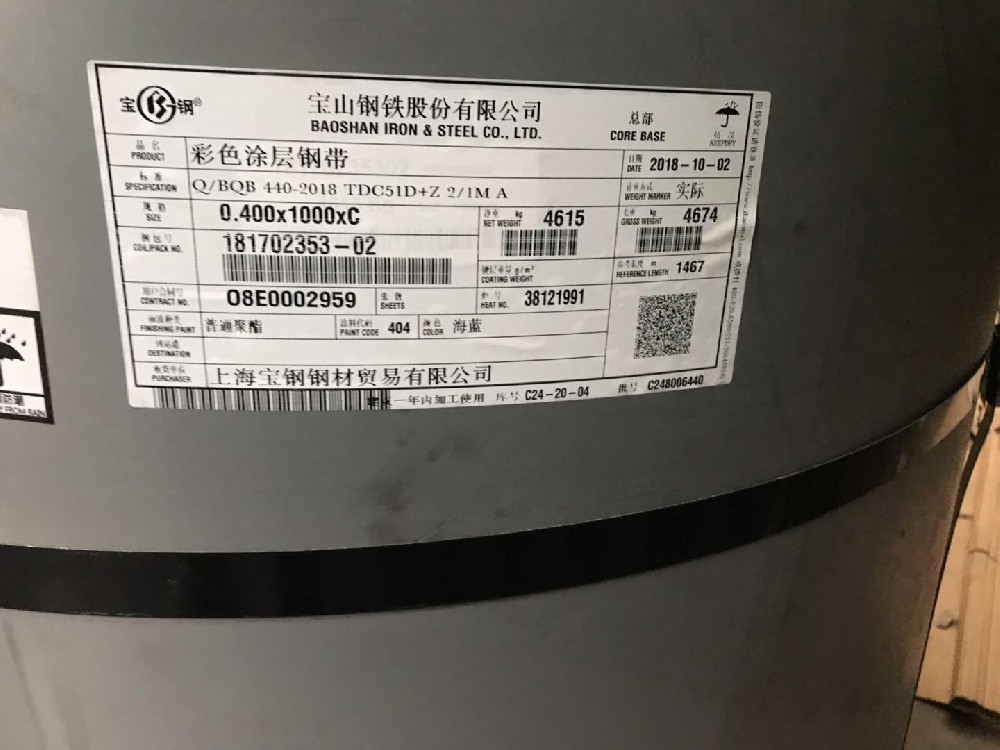 宝 钢®
宝山钢铁股份有限公司
BAOSHAN IRON & STEEL CO., LTD.
总部
CORE BASE
KEEP DRY
品名
PRODUCT
彩色涂层钢带
日期
DATE
2018-10-02
标准
SPECIFICATION
Q/BQB 440-2018 TDC51D+Z 2/1M A
计重方式
WEIGHT MARKER
实际
规格
SIZE
0.400x1000xC
净重 kg
NET WEIGHT
4615
毛重 kg
GROSS WEIGHT
4674
钢卷号
COIL/PACK NO.
181702353-02
镀层重量 g/m²
COATING WEIGHT
参考长度 m
REFERENCE LENGTH
1467
用户合同号
CONTRACT NO.
08E0002959
张数
SHEETS
炉号
HEAT NO.
38121991
FINISHING PAINT
普通聚酯
涂料代码
PAINT CODE
404
颜色
COLOR
海蓝
DESTINATION
收货单位
PURCHASER
上海宝钢钢材贸易有限公司
一年内加工使用
库号 C24-20-04
批号 C248006440
FROM RAIN